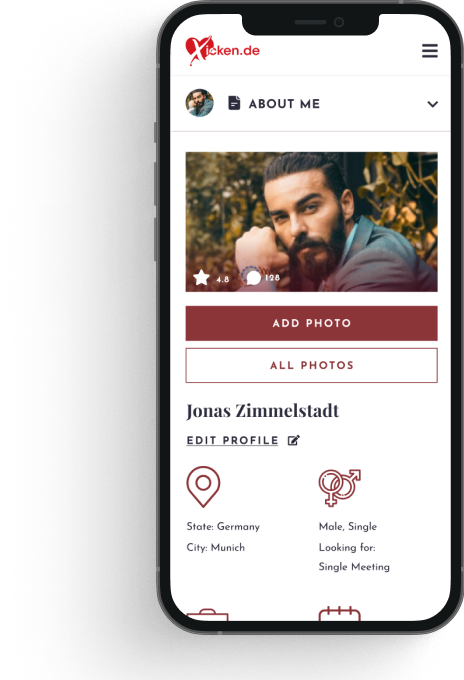 Xicken.de
ABOUT ME
4.8 128
ADD PHOTO
ALL PHOTOS
Jonas Zimmelstadt
EDIT PROFILE
State: Germany
City: Munich
Male, Single
Looking for:
Single Meeting